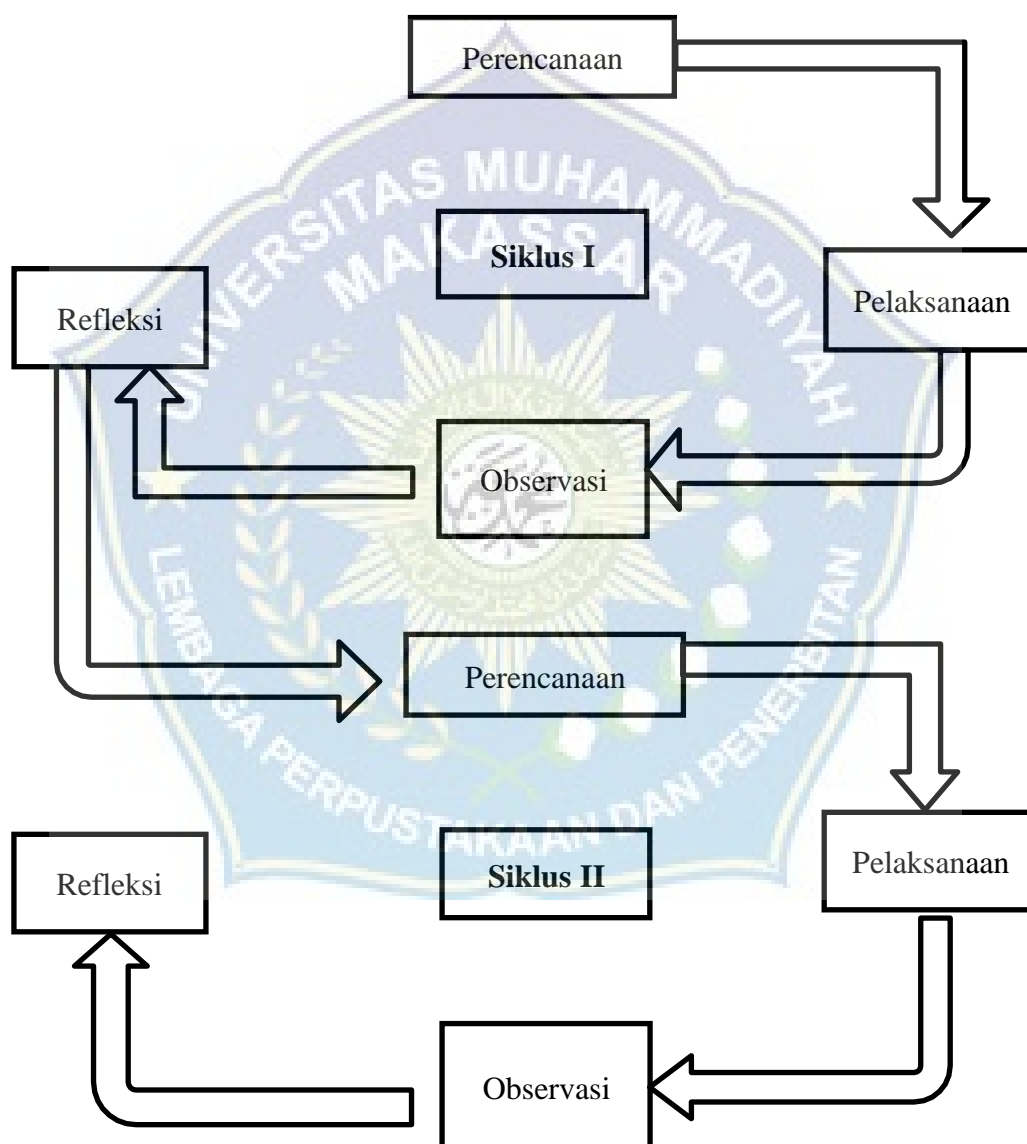 Perencanaan
UNIVERSITAS MUHAMMADIYAH
MAKASSAR
Siklus I
Refleksi
Pelaksanaan
Observasi
Perencanaan
LEMBAGA PERPUSTAKAAN DAN PENERBITAN
Refleksi
Siklus II
Pelaksanaan
Observasi